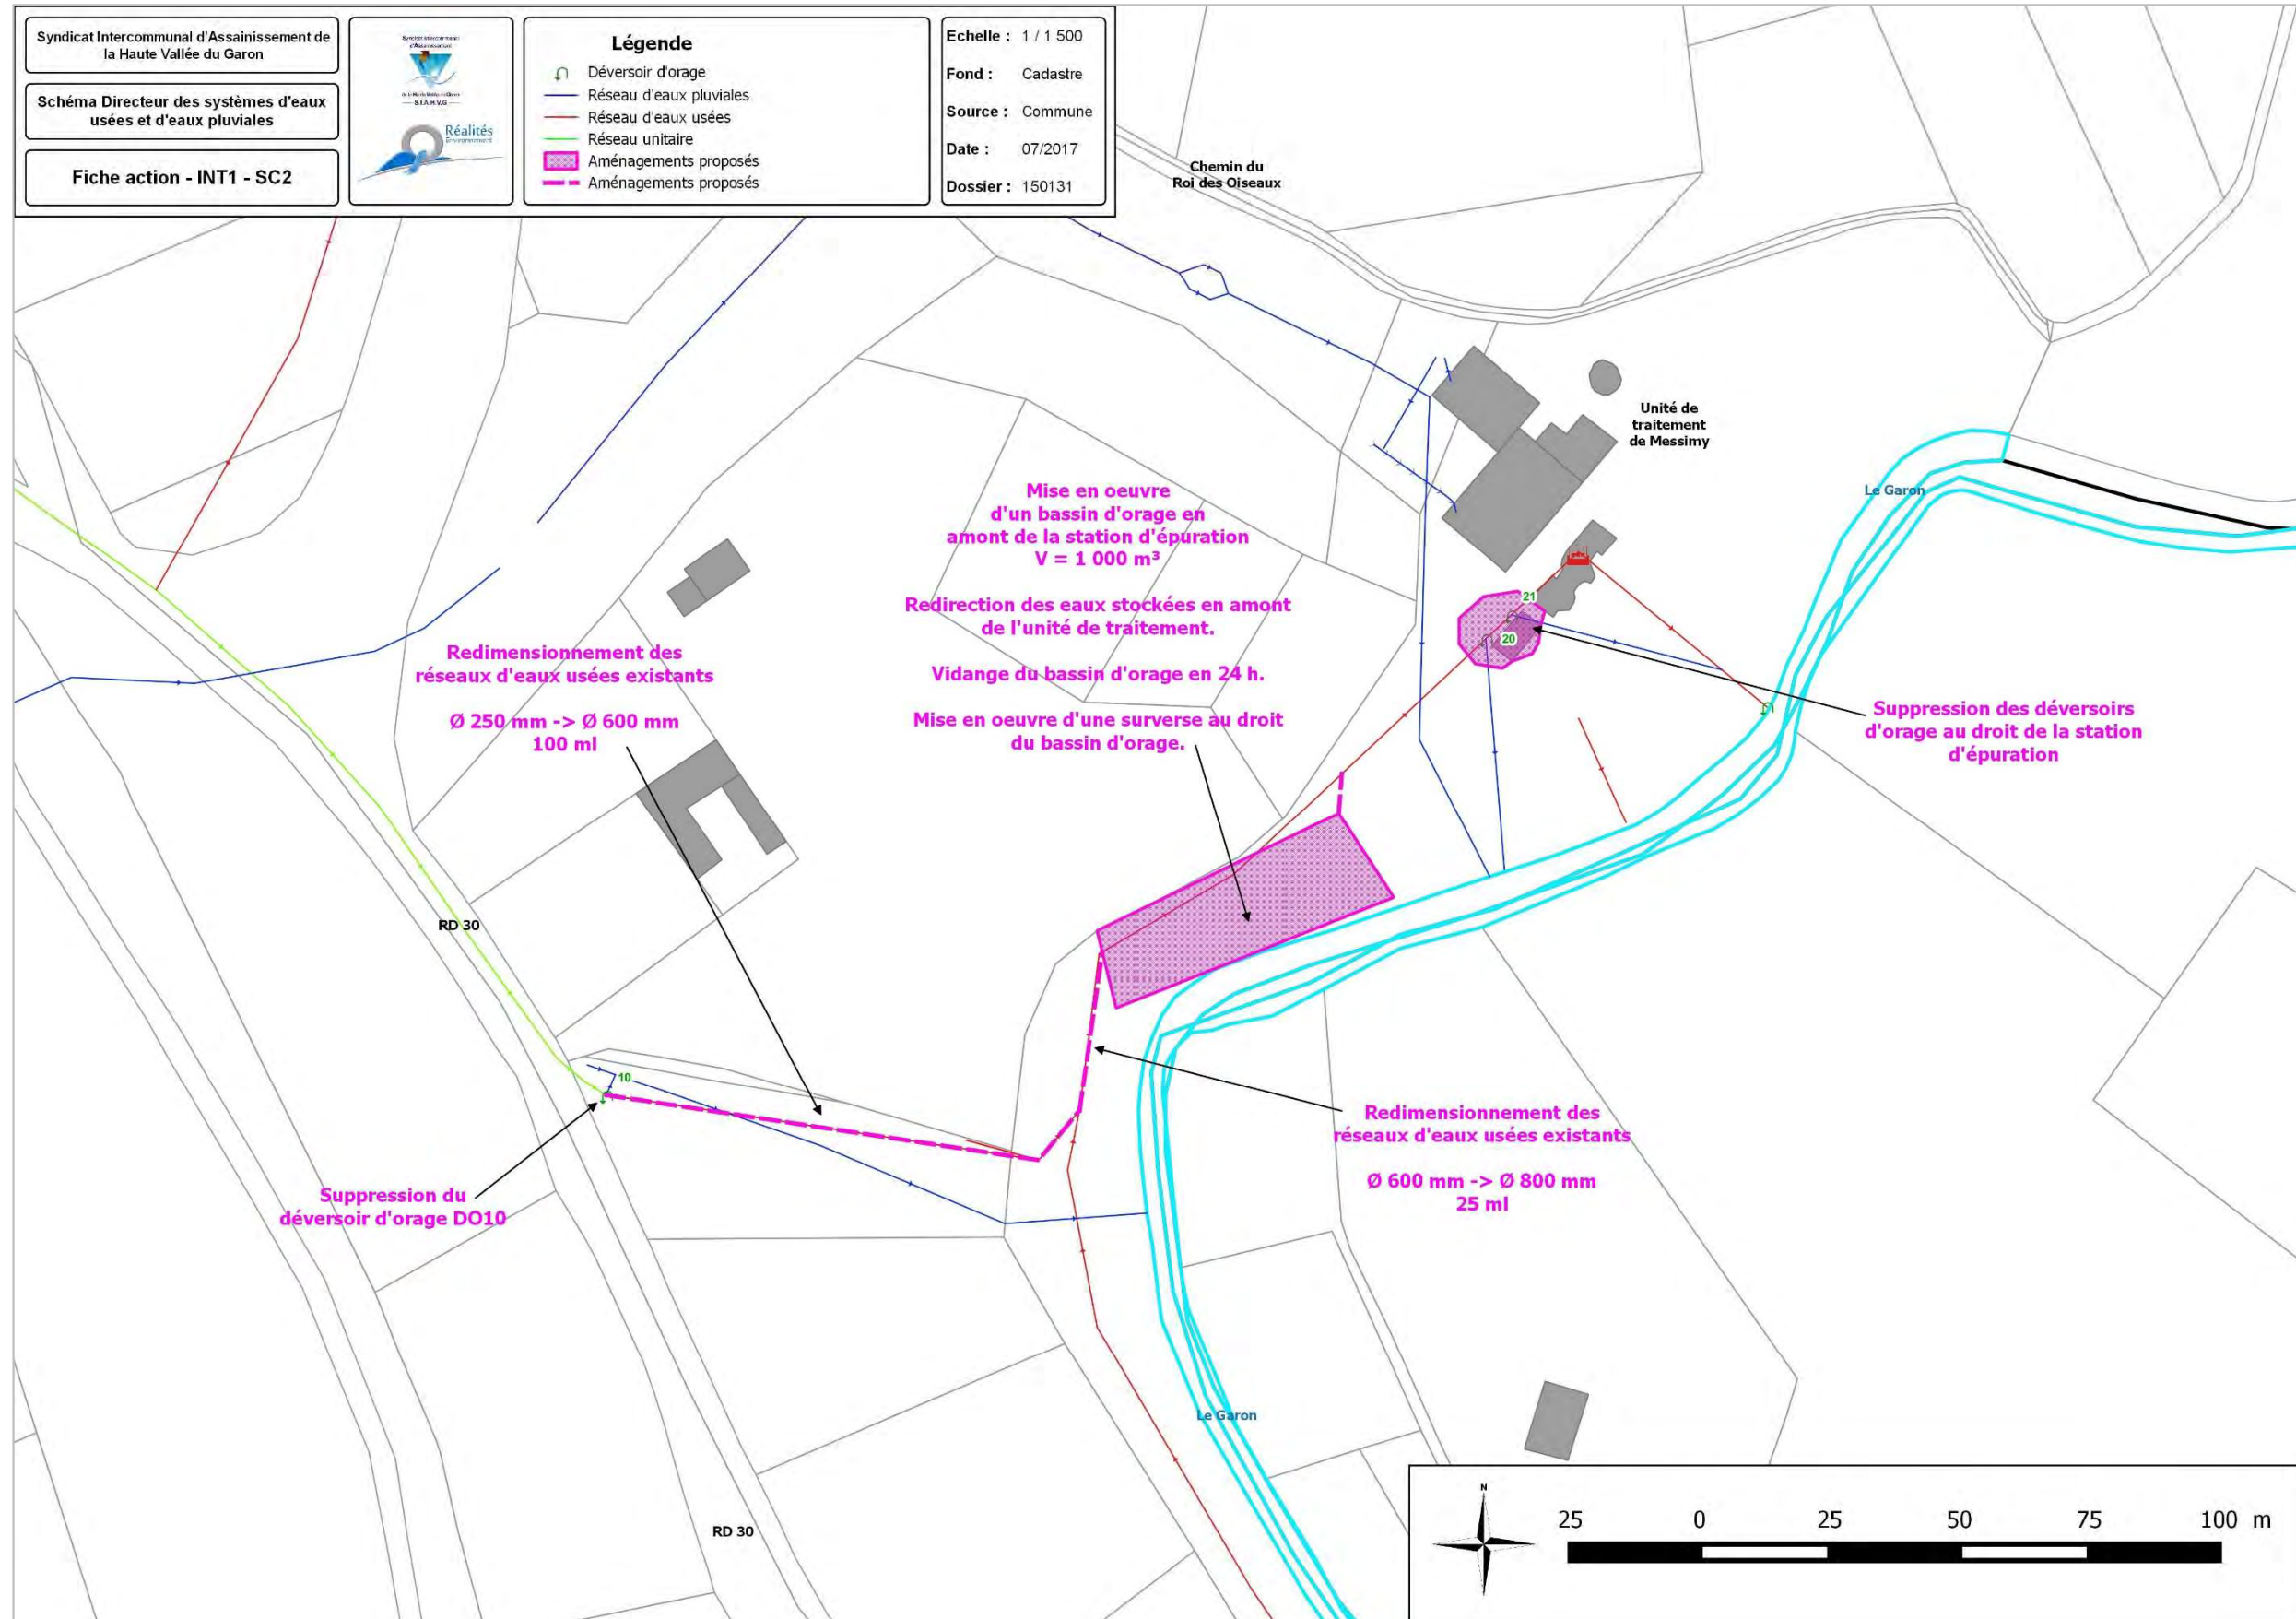 Syndicat Intercommunal d'Assainissement de
la Haute Vallée du Garon
Schéma Directeur des systèmes d'eaux
usées et d'eaux pluviales
Fiche action - INT1 - SC2
S.I.A.H.V.G
Réalités
Environnement
Légende
Déversoir d'orage
Réseau d'eaux pluviales
Réseau d'eaux usées
Réseau unitaire
Aménagements proposés
Aménagements proposés
Echelle : 1 / 1 500
Fond : Cadastre
Source : Commune
Date : 07/2017
Dossier : 150131
Chemin du
Roi des Oiseaux
Unité de
traitement
de Messimy
Le Garon
Mise en oeuvre
d'un bassin d'orage en
amont de la station d'épuration
V = 1 000 m³
Redirection des eaux stockées en amont
de l'unité de traitement.
Vidange du bassin d'orage en 24 h.
Mise en oeuvre d'une surverse au droit
du bassin d'orage.
21
20
Redimensionnement des
réseaux d'eaux usées existants
Ø 250 mm -> Ø 600 mm
100 ml
Suppression des déversoirs
d'orage au droit de la station
d'épuration
RD 30
10
Redimensionnement des
réseaux d'eaux usées existants
Ø 600 mm -> Ø 800 mm
25 ml
Suppression du
déversoir d'orage DO10
Le Garon
RD 30
N
25 0 25 50 75 100 m